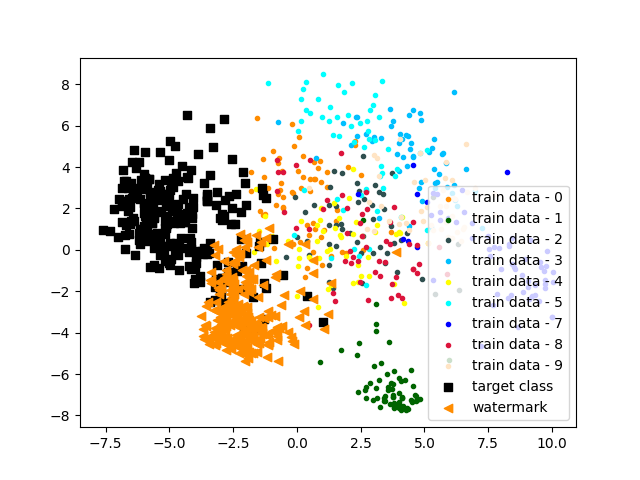 8
6
4
2
0
−2
−4
−6
−8
−7.5 −5.0 −2.5 0.0 2.5 5.0 7.5 10.0
train data - 0
train data - 1
train data - 2
train data - 3
train data - 4
train data - 5
train data - 7
train data - 8
train data - 9
target class
watermark